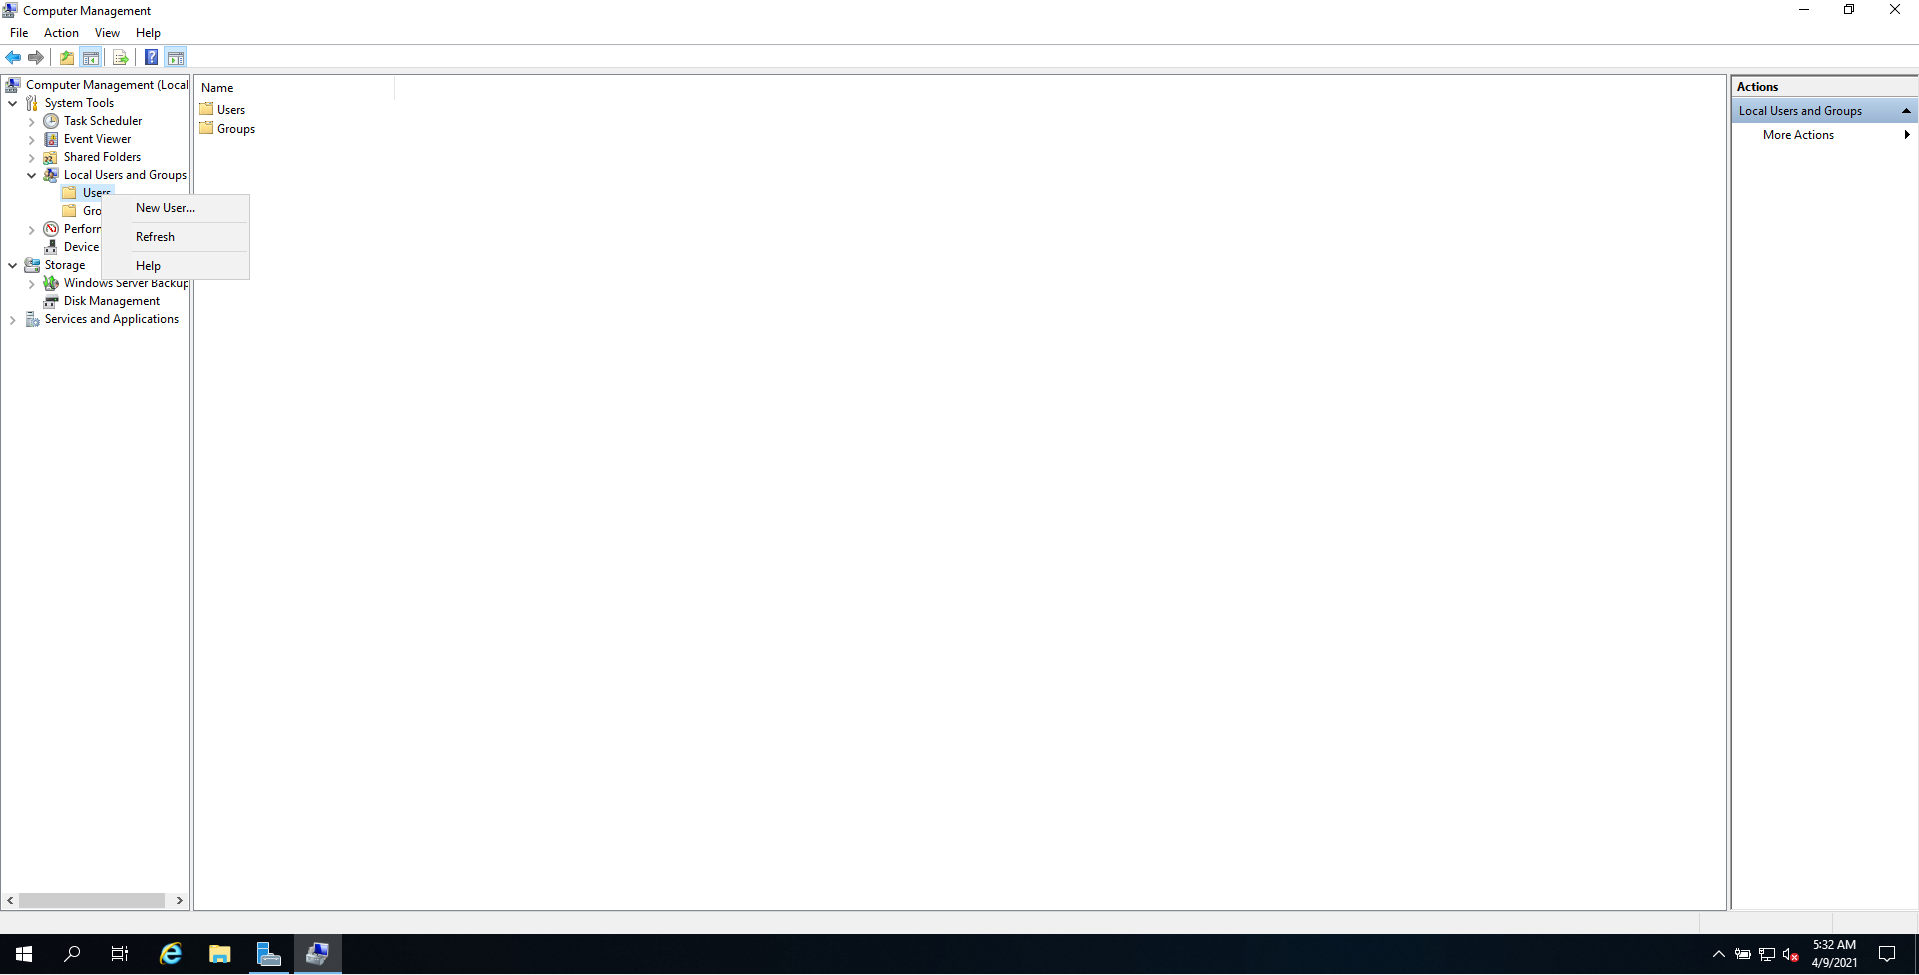 Computer Management
File Action View Help
Computer Management (Local
System Tools
Task Scheduler
Event Viewer
Shared Folders
Local Users and Groups
Users
Gro
Perforn
Device
Storage
Windows Server Backup
Disk Management
Services and Applications
New User...
Refresh
Help
Name
Users
Groups
Actions
Local Users and Groups
More Actions
5:32 AM
4/9/2021